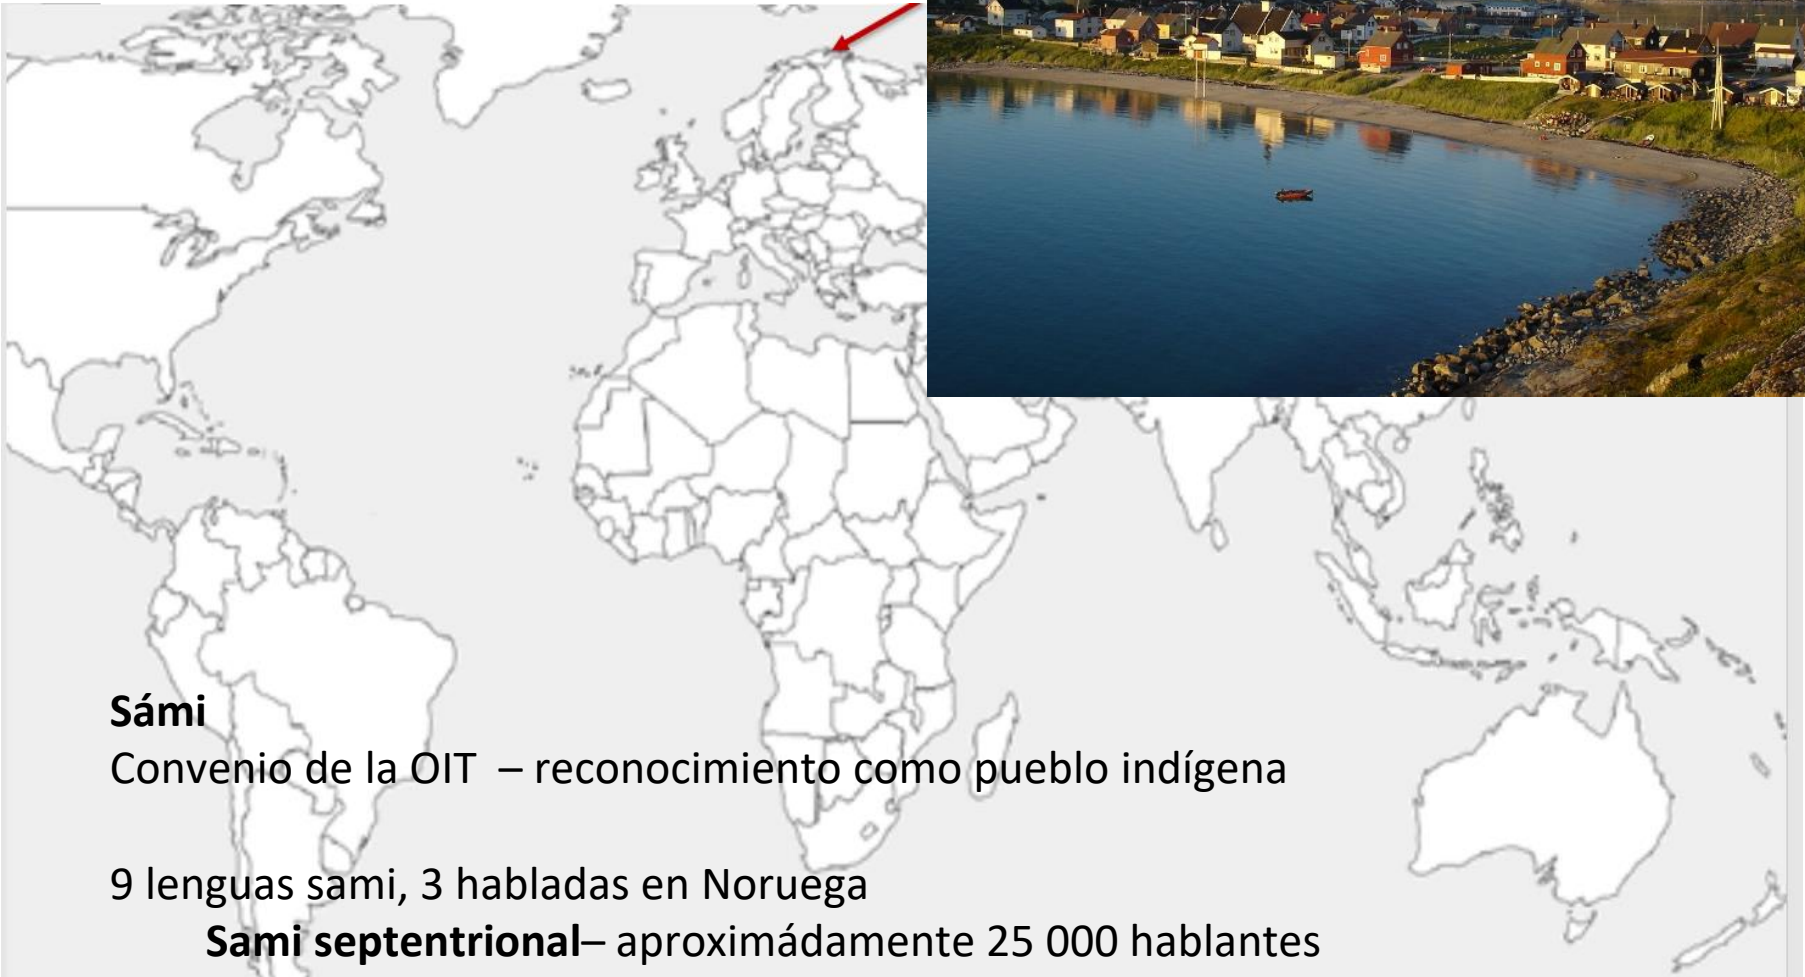 Sámi
Convenio de la OIT – reconocimiento como pueblo indígena
9 lenguas sami, 3 habladas en Noruega
Sami septentrional– aproximádamente 25 000 hablantes